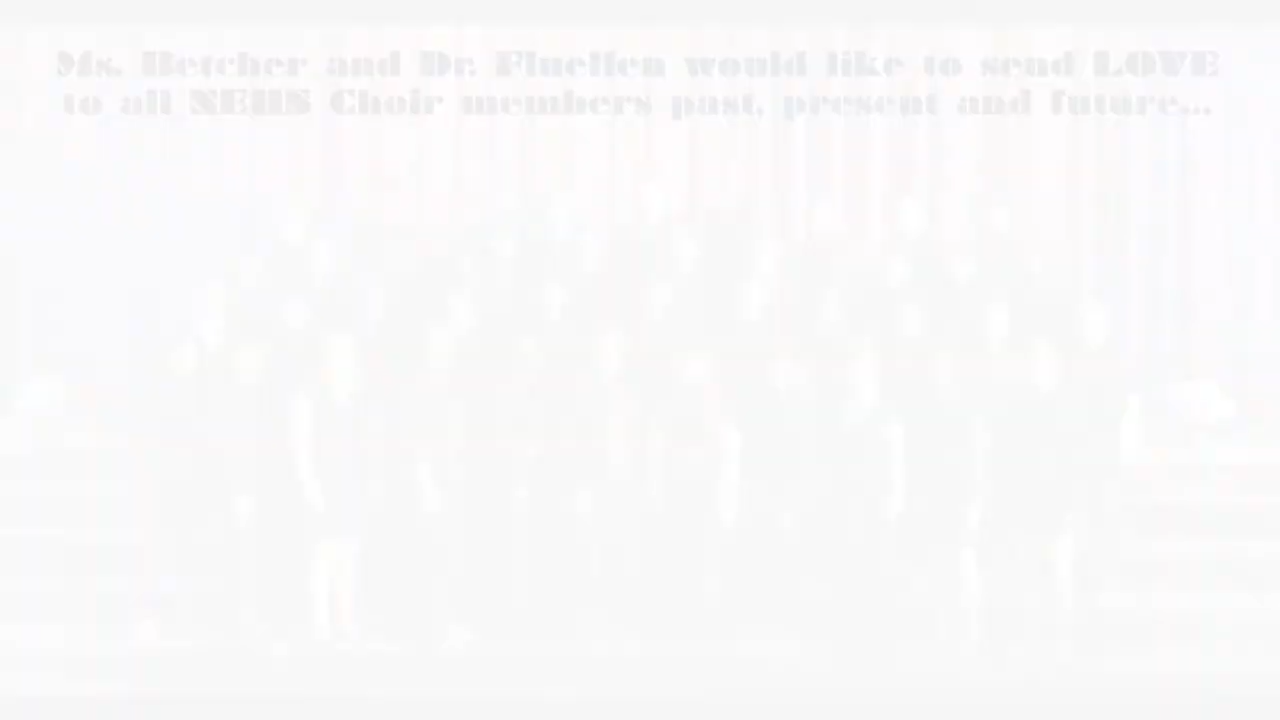 Ms. Betcher and Dr. Fluellen would like to send LOVE
to all NEHS Choir members past, present and future...